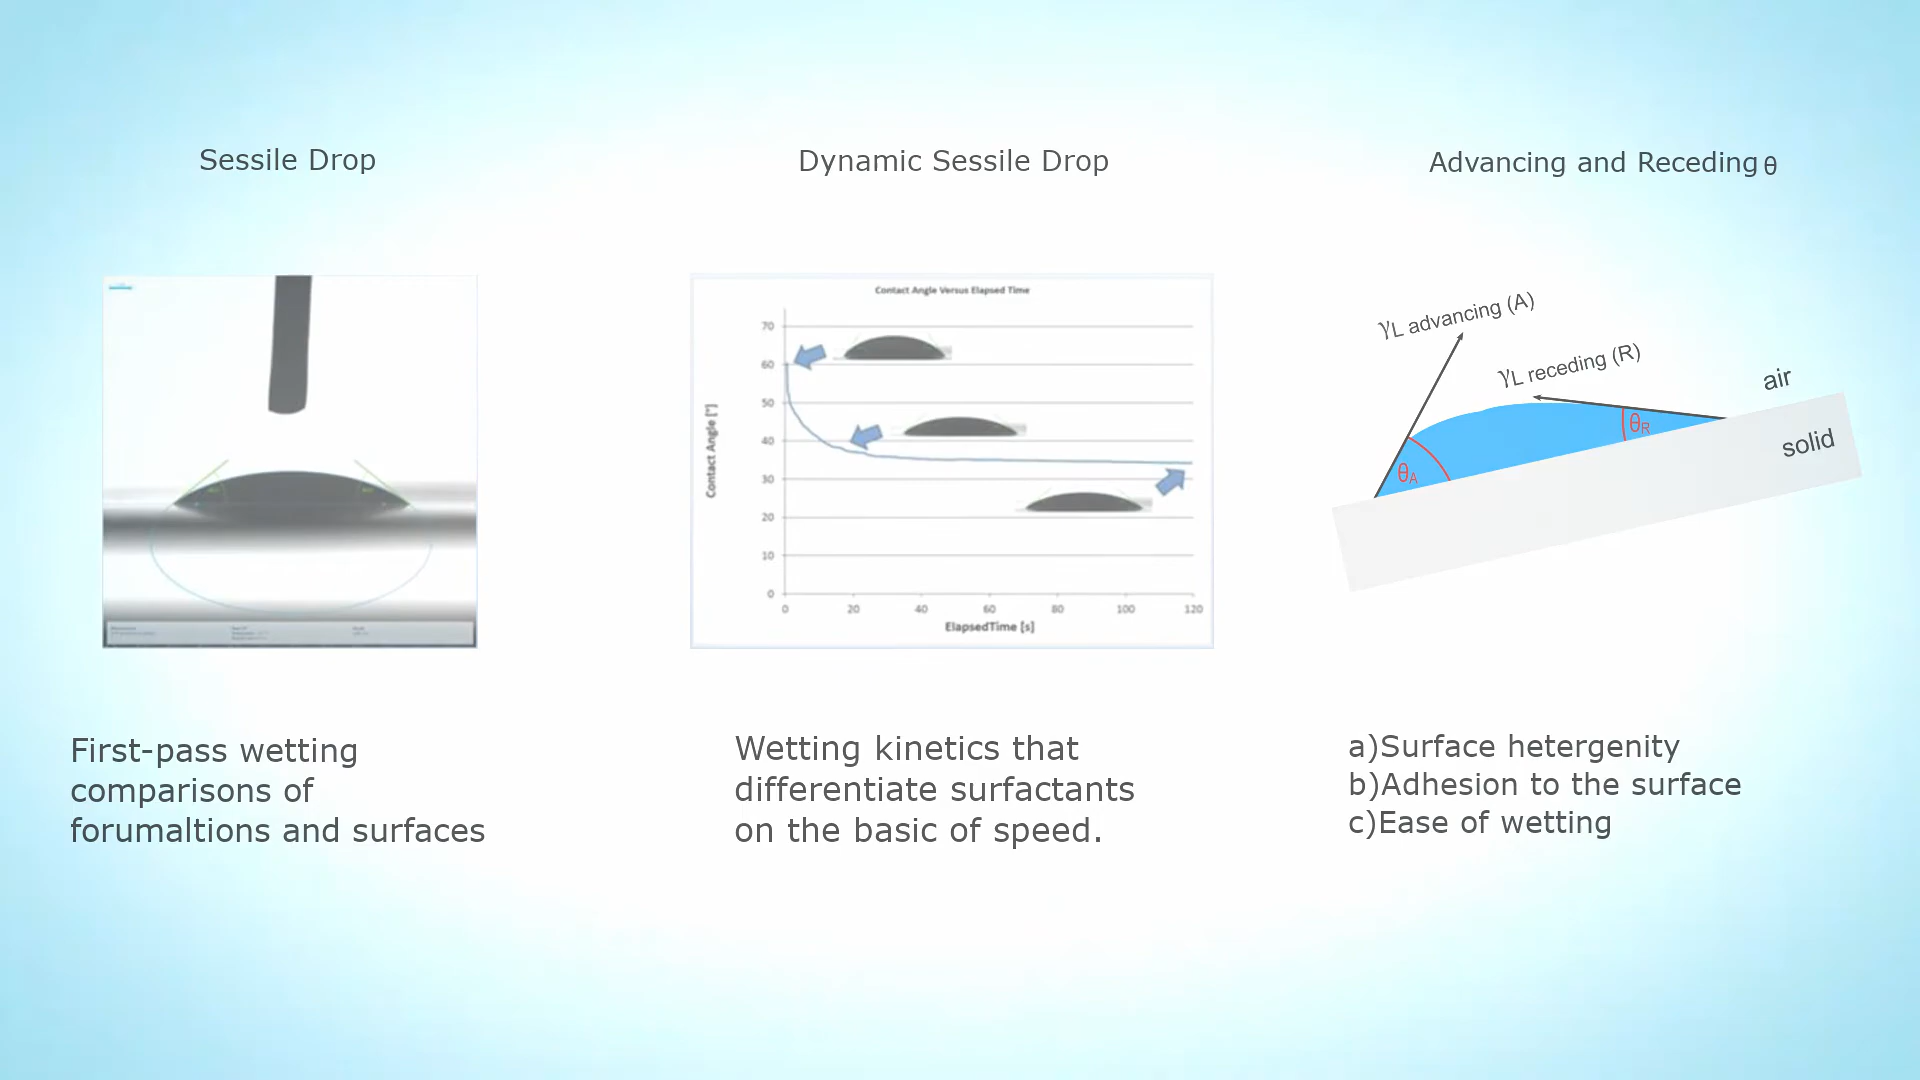 Sessile Drop
Dynamic Sessile Drop
Advancing and Receding θ
Contact Angle Versus Elapsed Time
Contact Angle [°]
70
60
50
40
30
20
10
0
0 20 40 60 80 100 120
ElapsedTime [s]
γL advancing (A)
γL receding (R)
air
solid
θA
θR
First-pass wetting
comparisons of
forumaltions and surfaces
Wetting kinetics that
differentiate surfactants
on the basic of speed.
a)Surface hetergenity
b)Adhesion to the surface
c)Ease of wetting